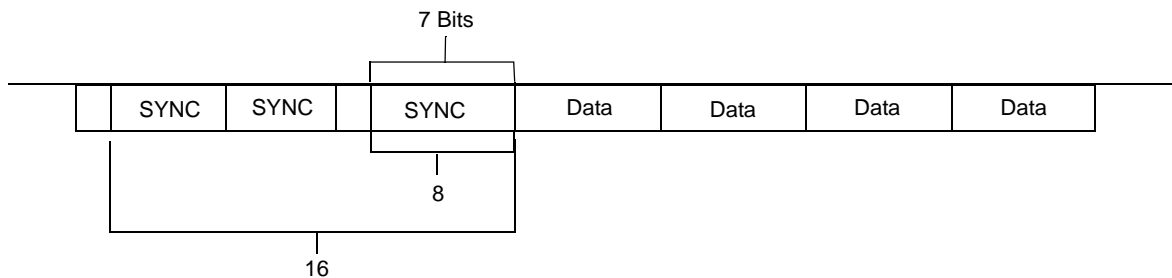 7 Bits
SYNC SYNC SYNC Data Data Data Data
8
16